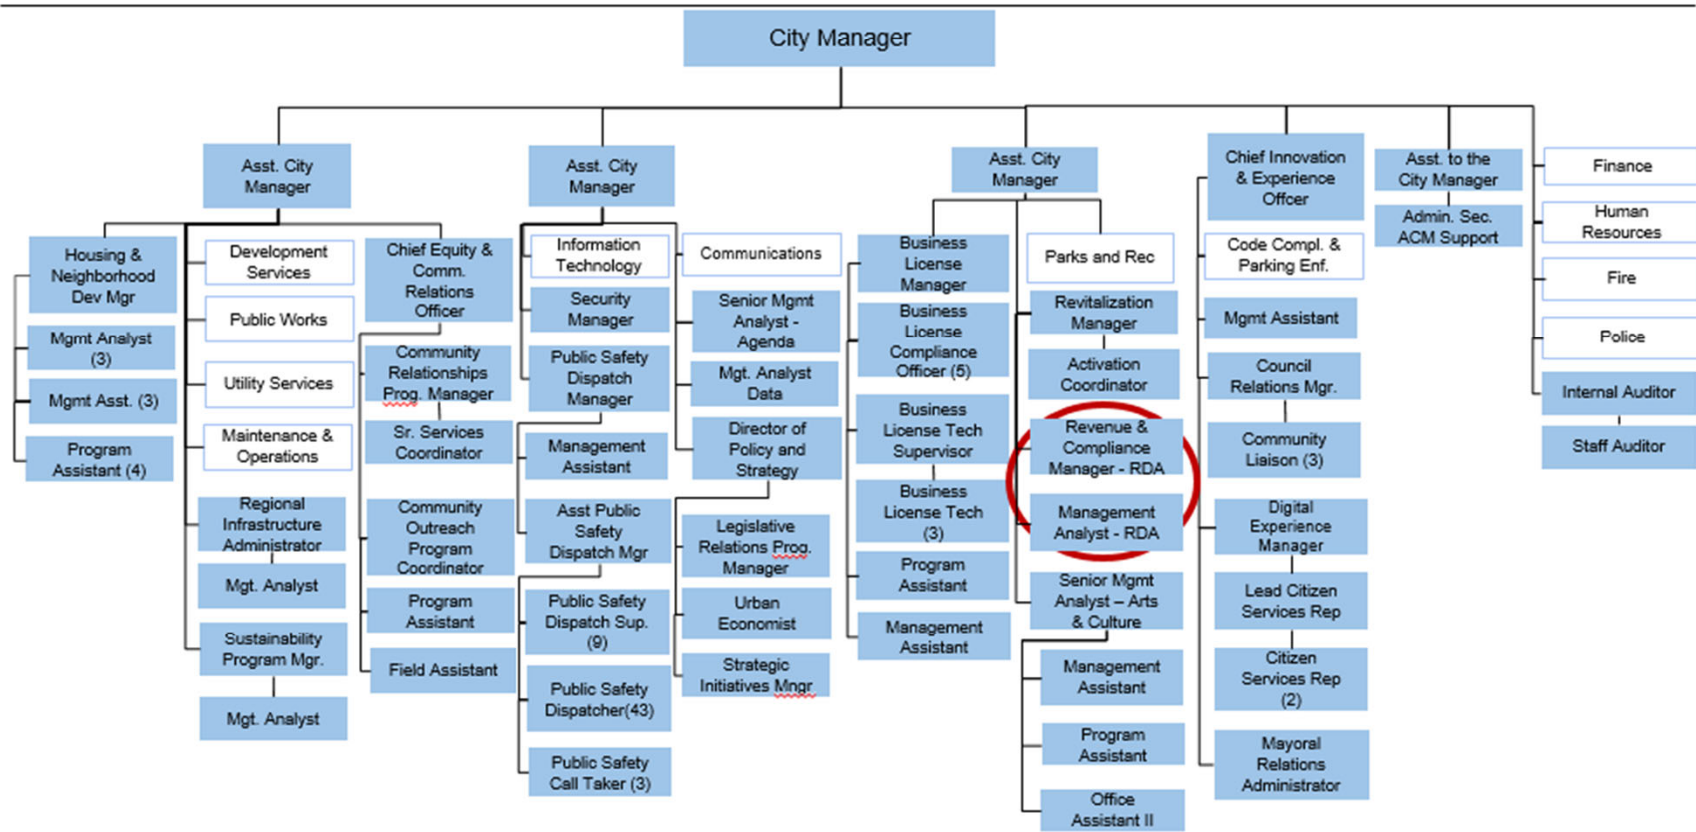 City Manager
Asst. City
Manager
Housing &
Neighborhood
Dev Mgr
Mgmt Analyst
(3)
Mgmt Asst. (3)
Program
Assistant (4)
Development
Services
Public Works
Utility Services
Maintenance &
Operations
Regional
Infrastructure
Administrator
Mgt. Analyst
Sustainability
Program Mgr.
Mgt. Analyst
Chief Equity &
Comm.
Relations
Officer
Community
Relationships
Prog. Manager
Sr. Services
Coordinator
Community
Outreach
Program
Coordinator
Program
Assistant
Field Assistant
Asst. City
Manager
Information
Technology
Security
Manager
Public Safety
Dispatch
Manager
Management
Assistant
Asst Public
Safety
Dispatch Mgr
Public Safety
Dispatch Sup.
(9)
Public Safety
Dispatcher(43)
Public Safety
Call Taker (3)
Communications
Senior Mgmt
Analyst -
Agenda
Mgt. Analyst
Data
Director of
Policy and
Strategy
Legislative
Relations Prog.
Manager
Urban
Economist
Strategic
Initiatives Mngr
Asst. City
Manager
Business
License
Manager
Business
License
Compliance
Officer (5)
Business
License Tech
Supervisor
Business
License Tech
(3)
Program
Assistant
Management
Assistant
Parks and Rec
Revitalization
Manager
Activation
Coordinator
Revenue &
Compliance
Manager - RDA
Management
Analyst - RDA
Senior Mgmt
Analyst – Arts
& Culture
Management
Assistant
Program
Assistant
Office
Assistant II
Chief Innovation
& Experience
Offcer
Code Compl. &
Parking Enf.
Mgmt Assistant
Council
Relations Mgr.
Community
Liaison (3)
Digital
Experience
Manager
Lead Citizen
Services Rep
Citizen
Services Rep
(2)
Mayoral
Relations
Administrator
Asst. to the
City Manager
Admin. Sec.
ACM Support
Finance
Human
Resources
Fire
Police
Internal Auditor
Staff Auditor